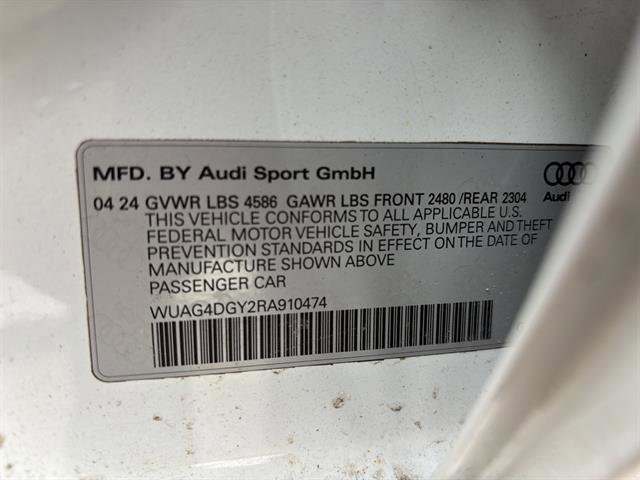 MFD. BY Audi Sport GmbH
04 24 GVWR LBS 4586 GAWR LBS FRONT 2480 /REAR 2304
THIS VEHICLE CONFORMS TO ALL APPLICABLE U.S.
FEDERAL MOTOR VEHICLE SAFETY, BUMPER AND THEFT
PREVENTION STANDARDS IN EFFECT ON THE DATE OF
MANUFACTURE SHOWN ABOVE
PASSENGER CAR
WUAG4DGY2RA910474
Audi